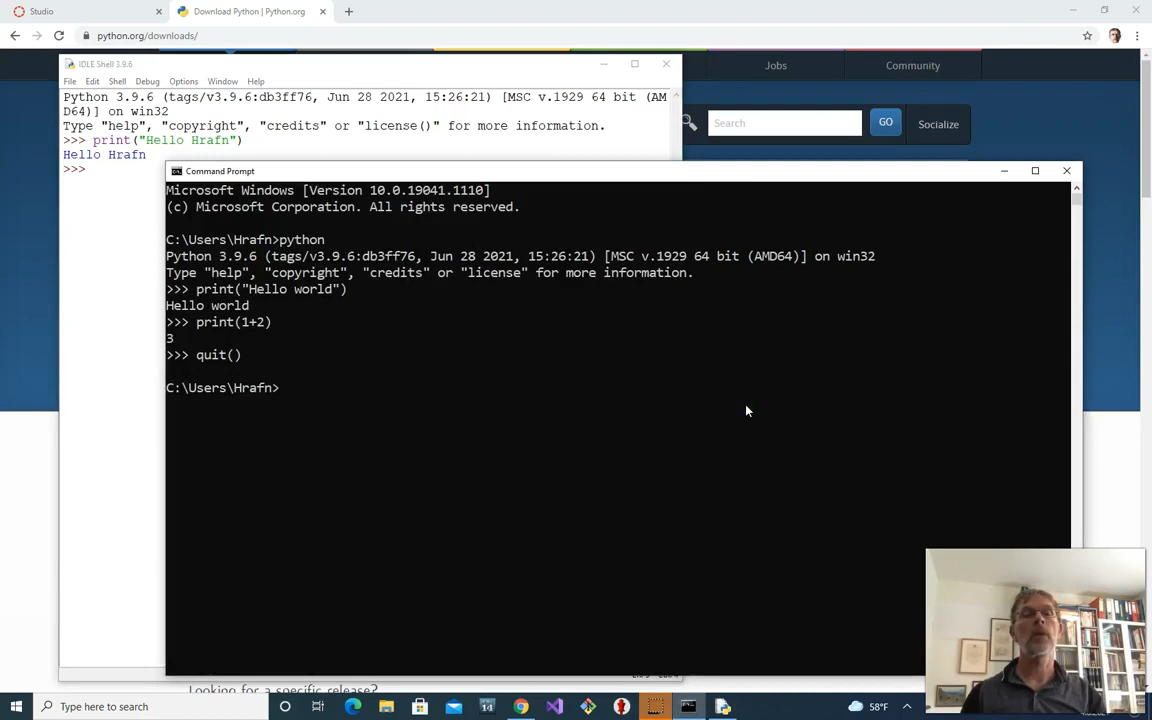 Studio
Download Python | Python.org
python.org/downloads/
IDLE Shell 3.9.6
File Edit Shell Debug Options Window Help
Python 3.9.6 (tags/v3.9.6:db3ff76, Jun 28 2021, 15:26:21) [MSC v.1929 64 bit (AM
D64)] on win32
Type "help", "copyright", "credits" or "license()" for more information.
>>> print("Hello Hrafn")
Hello Hrafn
>>>
Jobs
Community
Search
GO
Socialize
Command Prompt
Microsoft Windows [Version 10.0.19041.1110]
(c) Microsoft Corporation. All rights reserved.
C:\Users\Hrafn>python
Python 3.9.6 (tags/v3.9.6:db3ff76, Jun 28 2021, 15:26:21) [MSC v.1929 64 bit (AMD64)] on win32
Type "help", "copyright", "credits" or "license" for more information.
>>> print("Hello world")
Hello world
>>> print(1+2)
3
>>> quit()
C:\Users\Hrafn>
Looking for a specific release?
Type here to search
58°F